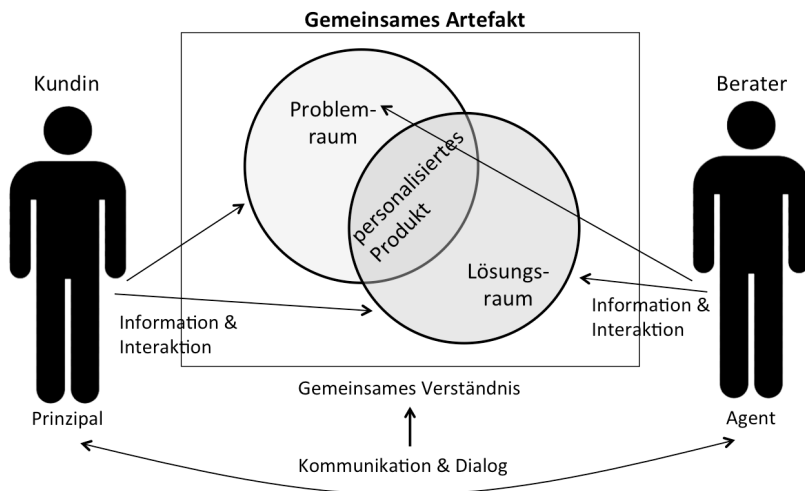 Gemeinsames Artefakt
Kundin
Berater
Problem-
raum
personalisiertes
Produkt
Lösungs-
raum
Information &
Interaktion
Information &
Interaktion
Gemeinsames Verständnis
Prinzipal
Agent
Kommunikation & Dialog